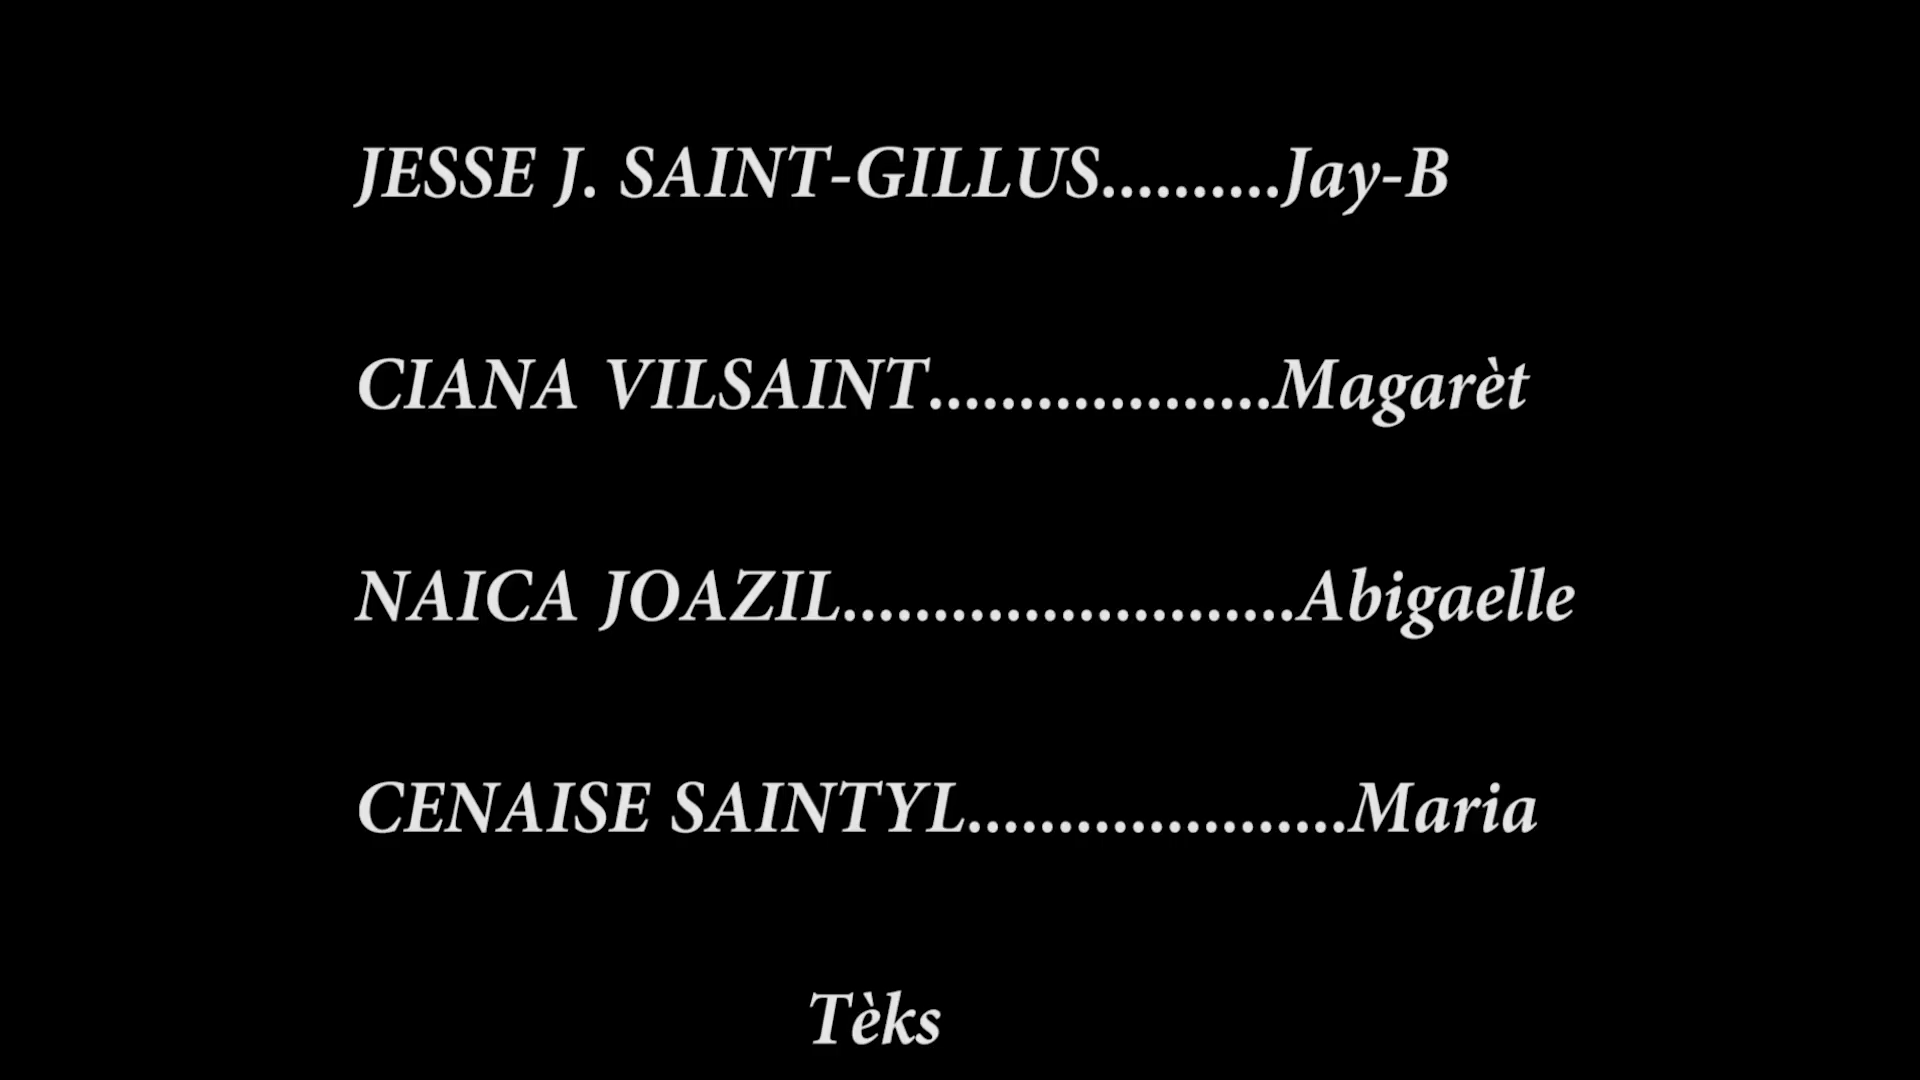 JESSE J. SAINT-GILLUS..........Jay-B
CIANA VILSAINT...................Magarèt
NAICA JOAZIL.........................Abigaelle
CENAISE SAINTYL.....................Maria
Tèks